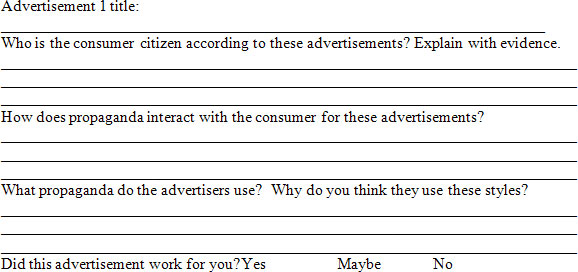 Advertisement 1 title:
Who is the consumer citizen according to these advertisements? Explain with evidence.
How does propaganda interact with the consumer for these advertisements?
What propaganda do the advertisers use?  Why do you think they use these styles?
Did this advertisement work for you?Yes Maybe No